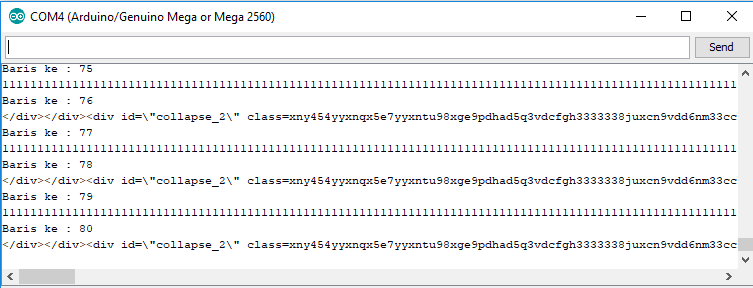 COM4 (Arduino/Genuino Mega or Mega 2560)
Send
Baris ke : 75
111111111111111111111111111111111111111111111111111111111111111111111111111111111111111111111111111111111
Baris ke : 76
</div></div><div id=\"collapse_2\" class=xny454yyxnqx5e7yyxntu98xge9pdhad5q3vdcfgh3333338juxcn9vdd6nm33cc
Baris ke : 77
111111111111111111111111111111111111111111111111111111111111111111111111111111111111111111111111111111111
Baris ke : 78
</div></div><div id=\"collapse_2\" class=xny454yyxnqx5e7yyxntu98xge9pdhad5q3vdcfgh3333338juxcn9vdd6nm33cc
Baris ke : 79
111111111111111111111111111111111111111111111111111111111111111111111111111111111111111111111111111111111
Baris ke : 80
</div></div><div id=\"collapse_2\" class=xny454yyxnqx5e7yyxntu98xge9pdhad5q3vdcfgh3333338juxcn9vdd6nm33cc